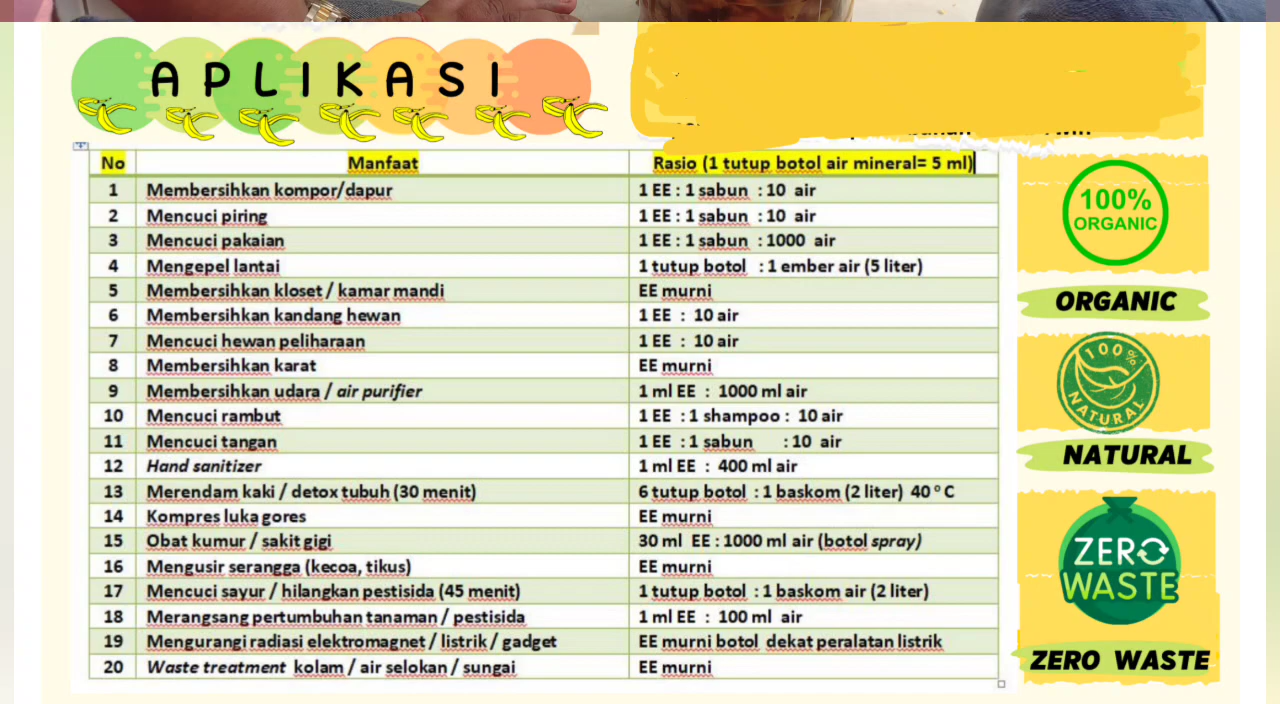 APLIKASI
No Manfaat Rasio (1 tutup botol air mineral= 5 ml)
1 Membersihkan kompor/dapur 1 EE : 1 sabun : 10 air
2 Mencuci piring 1 EE : 1 sabun : 10 air
3 Mencuci pakaian 1 EE : 1 sabun : 1000 air
4 Mengepel lantai 1 tutup botol : 1 ember air (5 liter)
5 Membersihkan kloset / kamar mandi EE murni
6 Membersihkan kandang hewan 1 EE : 10 air
7 Mencuci hewan peliharaan 1 EE : 10 air
8 Membersihkan karat EE murni
9 Membersihkan udara / air purifier 1 ml EE : 1000 ml air
10 Mencuci rambut 1 EE : 1 shampoo : 10 air
11 Mencuci tangan 1 EE : 1 sabun : 10 air
12 Hand sanitizer 1 ml EE : 400 ml air
13 Merendam kaki / detox tubuh (30 menit) 6 tutup botol : 1 baskom (2 liter) 40 ° C
14 Kompres luka gores EE murni
15 Obat kumur / sakit gigi 30 ml EE : 1000 ml air (botol spray)
16 Mengusir serangga (kecoa, tikus) EE murni
17 Mencuci sayur / hilangkan pestisida (45 menit) 1 tutup botol : 1 baskom air (2 liter)
18 Merangsang pertumbuhan tanaman / pestisida 1 ml EE : 100 ml air
19 Mengurangi radiasi elektromagnet / listrik / gadget EE murni botol dekat peralatan listrik
20 Waste treatment kolam / air selokan / sungai EE murni
100%
ORGANIC
ORGANIC
100%
NATURAL
NATURAL
ZERO
WASTE
ZERO WASTE